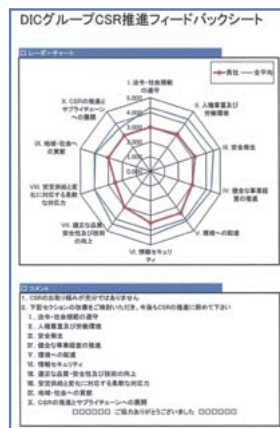 DICグループCSR推進フィードバックシート
レーダーチャート
貴社 全平均
I. 法令・社会規範
の遵守
5.000
4.000
3.000
2.000
1.000
0.000
II. 人権尊重及び
労働環境
III. 安全衛生
IV. 健全な事業経
営の推進
V. 環境への配慮
VI. 情報セキュリ
ティ
VII. 適正な品質・
安全性及び技術
の向上
VIII. 安定供給と変
化に対応する柔軟
な対応力
IX. 地域・社会へ
の貢献
X. CSRの推進と
サプライチェーン
への展開
コメント
1. CSRのお取り組みが充分ではありません
2. 下記セクションの改善をご検討いただき、今後もCSRの推進に努めて下さい
I. 法令・社会規範の遵守
II. 人権尊重及び労働環境
III. 安全衛生
IV. 健全な事業経営の推進
V. 環境への配慮
VI. 情報セキュリティ
VII. 適正な品質・安全性及び技術の向上
VIII. 安定供給と変化に対応する柔軟な対応力
IX. 地域・社会への貢献
X. CSRの推進とサプライチェーンへの展開
□□□□□□ ご協力ありがとうございました □□□□□□